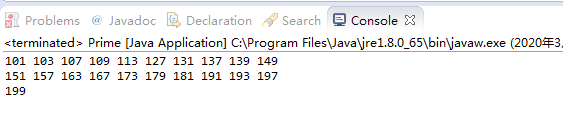 Problems @ Javadoc Declaration Search Console
<terminated> Prime [Java Application] C:\Program Files\Java\jre1.8.0_65\bin\javaw.exe (2020年3
101 103 107 109 113 127 131 137 139 149
151 157 163 167 173 179 181 191 193 197
199